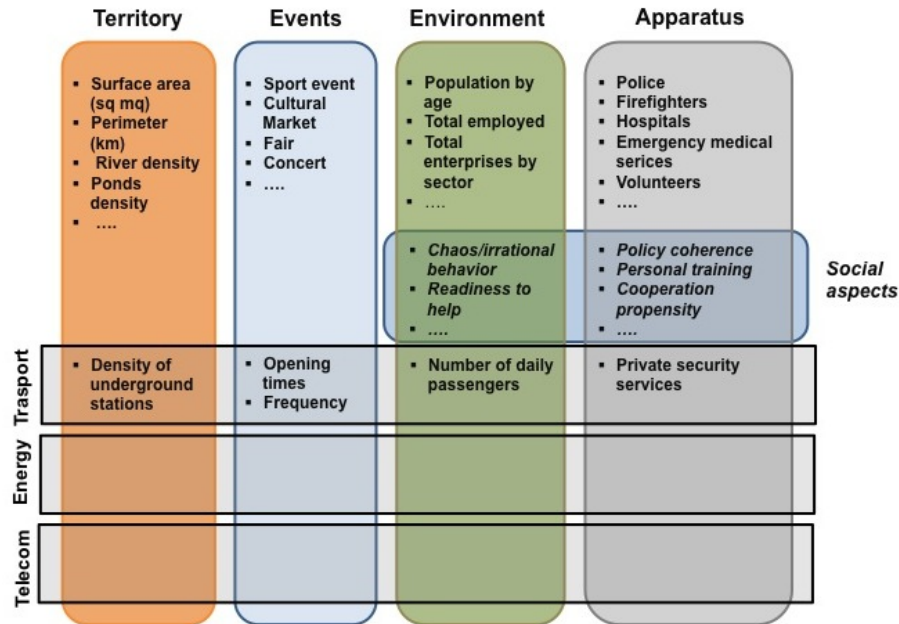 Territory
Events
Environment
Apparatus
▪ Surface area
(sq mq)
▪ Perimeter
(km)
▪ River density
▪ Ponds
density
▪ ....
▪ Sport event
▪ Cultural
Market
▪ Fair
▪ Concert
▪ ....
▪ Population by
age
▪ Total employed
▪ Total
enterprises by
sector
▪ ....
▪ Police
▪ Firefighters
▪ Hospitals
▪ Emergency medical
serices
▪ Volunteers
▪ ....
▪ Chaos/irrational
behavior
▪ Readiness to
help
▪ ....
▪ Policy coherence
▪ Personal training
▪ Cooperation
propensity
▪ ....
Social
aspects
Trasport
▪ Density of
underground
stations
▪ Opening
times
▪ Frequency
▪ Number of daily
passengers
▪ Private security
services
Energy
Telecom